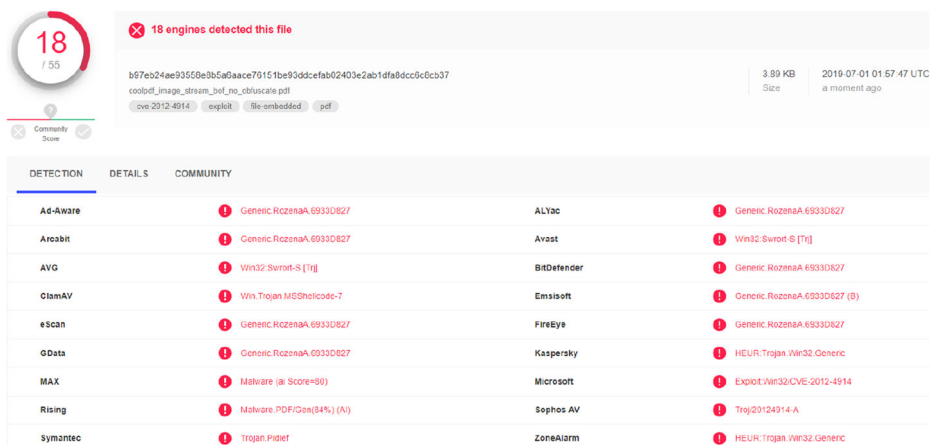 18
/ 55
18 engines detected this file
b97eb24ae93558e8b5a6aace76151be93ddcefab02403e2ab1dfa8dcc6c8cb37
coolpdf_image_stream_bof_no_obfuscate.pdf
cve-2012-4914 exploit file-embedded pdf
3.89 KB
Size
2019-07-01 01:57:47 UTC
a moment ago
?
Community
Score
DETECTION DETAILS COMMUNITY
Ad-Aware Generic.RozenaA.6933D827 ALYac Generic.RozenaA.6933D827
Arcabit Generic.RozenaA.6933D827 Avast Win32:Swrort-S [Trj]
AVG Win32:Swrort-S [Trj] BitDefender Generic.RozenaA.6933D827
ClamAV Win.Trojan.MSShellcode-7 Emsisoft Generic.RozenaA.6933D827 (B)
eScan Generic.RozenaA.6933D827 FireEye Generic.RozenaA.6933D827
GData Generic.RozenaA.6933D827 Kaspersky HEUR:Trojan.Win32.Generic
MAX Malware (ai Score=80) Microsoft Exploit:Win32/CVE-2012-4914
Rising Malware.PDF/Gen(84%) (AI) Sophos AV Troj/20124914-A
Symantec Trojan.Pidief ZoneAlarm HEUR:Trojan.Win32.Generic